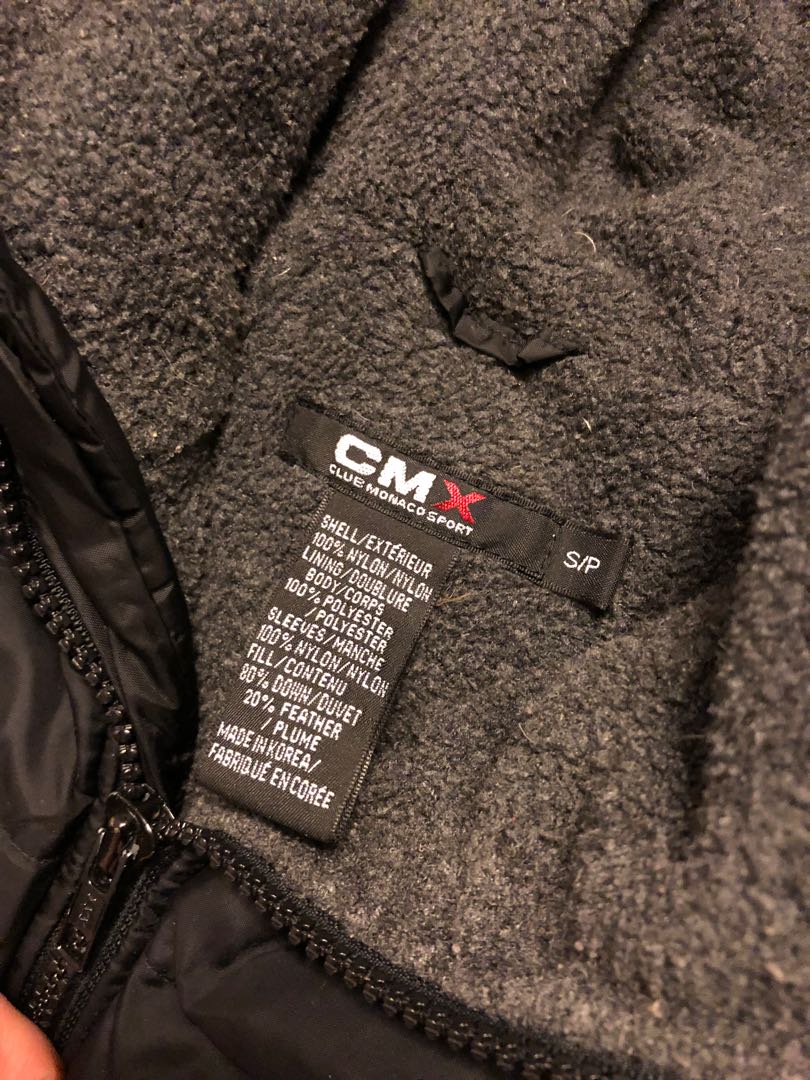 CMX
CLUB MONACO SPORT
S/P
SHELL/EXTÉRIEUR
100% NYLON/NYLON
LINING/DOUBLURE
BODY/CORPS
100% POLYESTER
/POLYESTER
SLEEVES/MANCHE
100% NYLON/NYLON
FILL/CONTENU
80% DOWN/DUVET
20% FEATHER
/PLUME
MADE IN KOREA/
FABRIQUÉ EN CORÉE